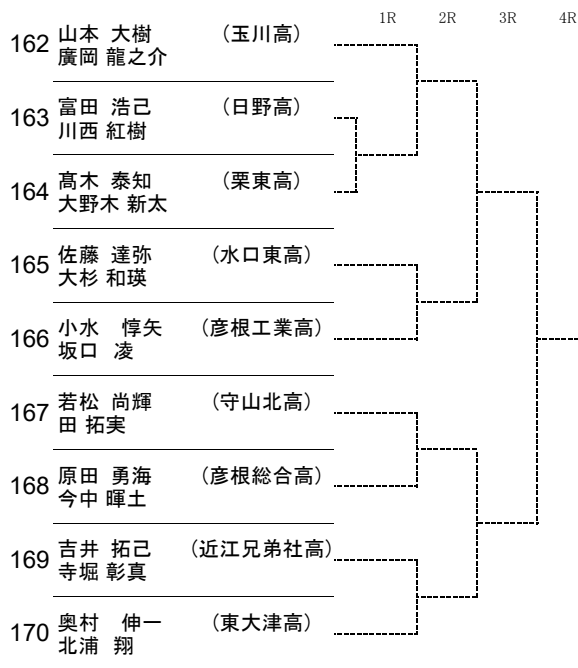 1R 2R 3R 4R
162 山本 大樹 (玉川高)
廣岡 龍之介
163 富田 浩己 (日野高)
川西 紅樹
164 髙木 泰知 (栗東高)
大野木 新太
165 佐藤 達弥 (水口東高)
大杉 和瑛
166 小水 惇矢 (彦根工業高)
坂口 凌
167 若松 尚輝 (守山北高)
田 拓実
168 原田 勇海 (彦根総合高)
今中 暉土
169 吉井 拓己 (近江兄弟社高)
寺堀 彰真
170 奥村 伸一 (東大津高)
北浦 翔